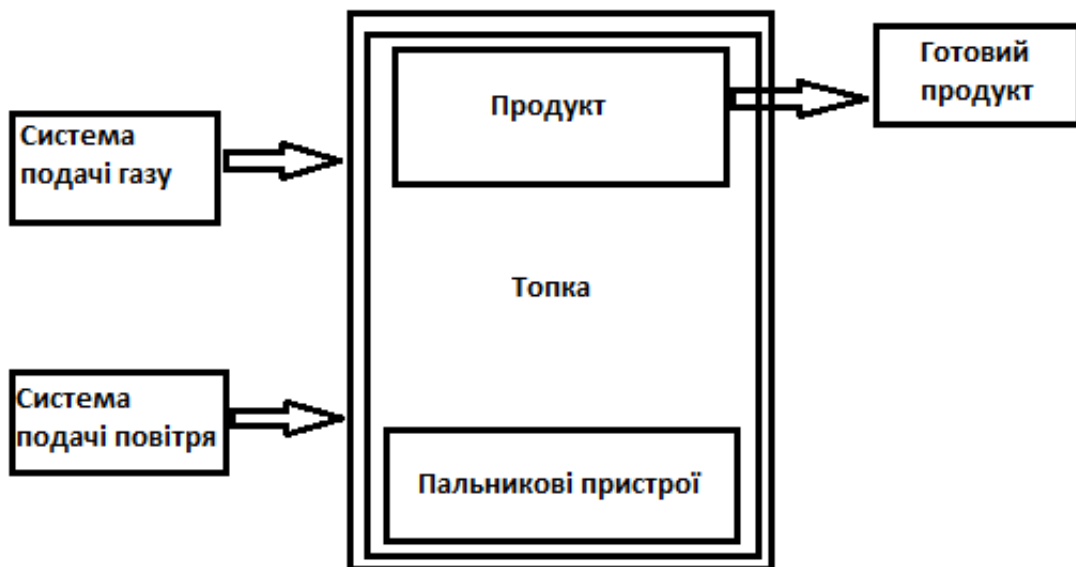 Система
подачі газу
Продукт
Готовий
продукт
Топка
Система
подачі повітря
Пальникові пристрої